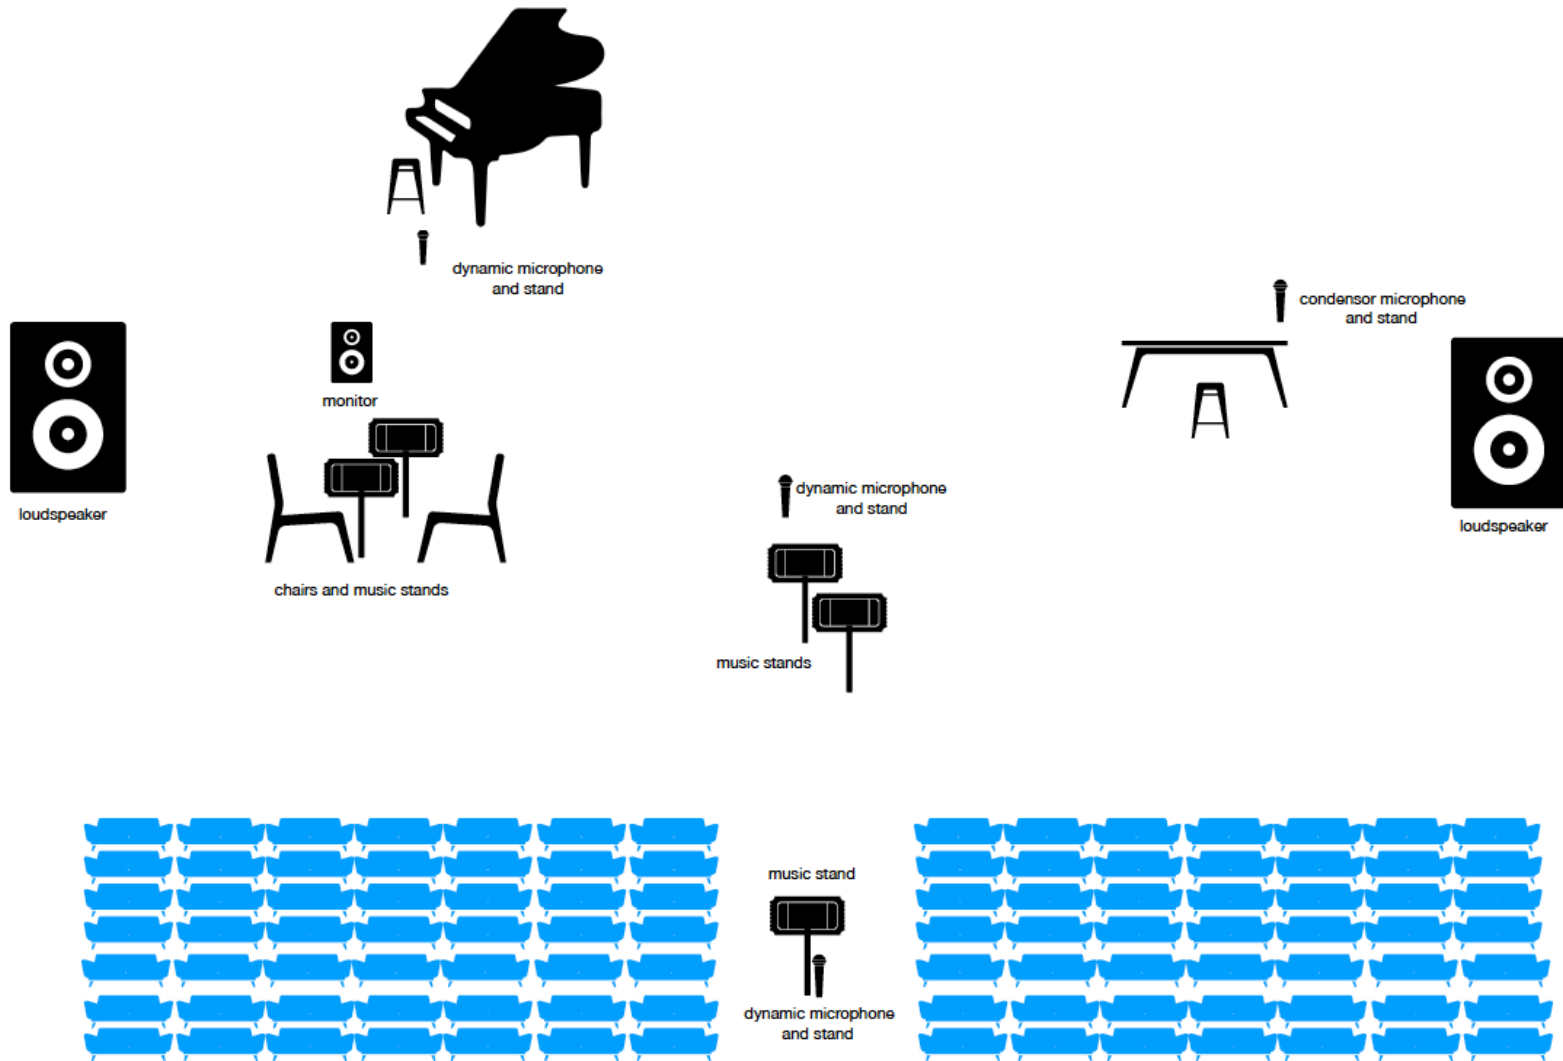 dynamic microphone
and stand
condensor microphone
and stand
monitor
loudspeaker
dynamic microphone
and stand
loudspeaker
chairs and music stands
music stands
music stand
dynamic microphone
and stand